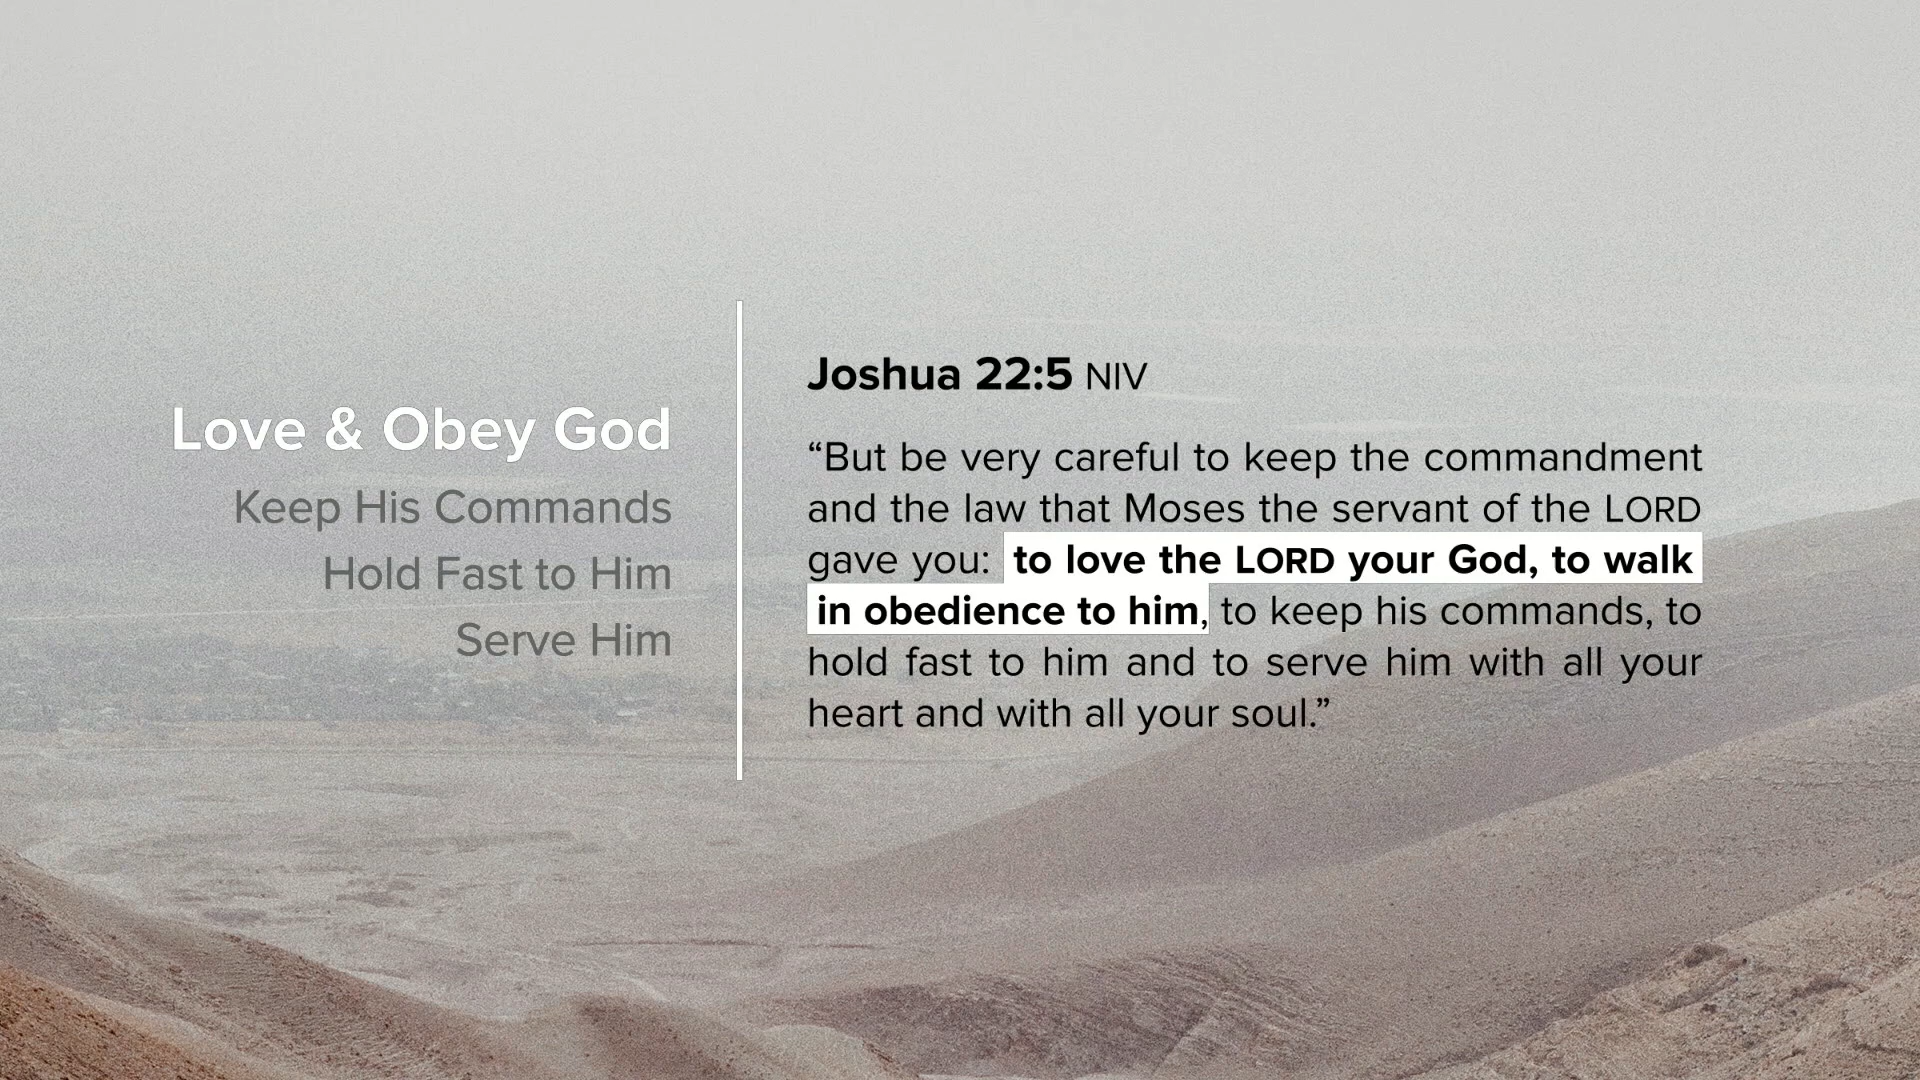 Love & Obey God
Keep His Commands
Hold Fast to Him
Serve Him
Joshua 22:5 NIV
“But be very careful to keep the commandment
and the law that Moses the servant of the LORD
gave you: to love the LORD your God, to walk
in obedience to him, to keep his commands, to
hold fast to him and to serve him with all your
heart and with all your soul.”